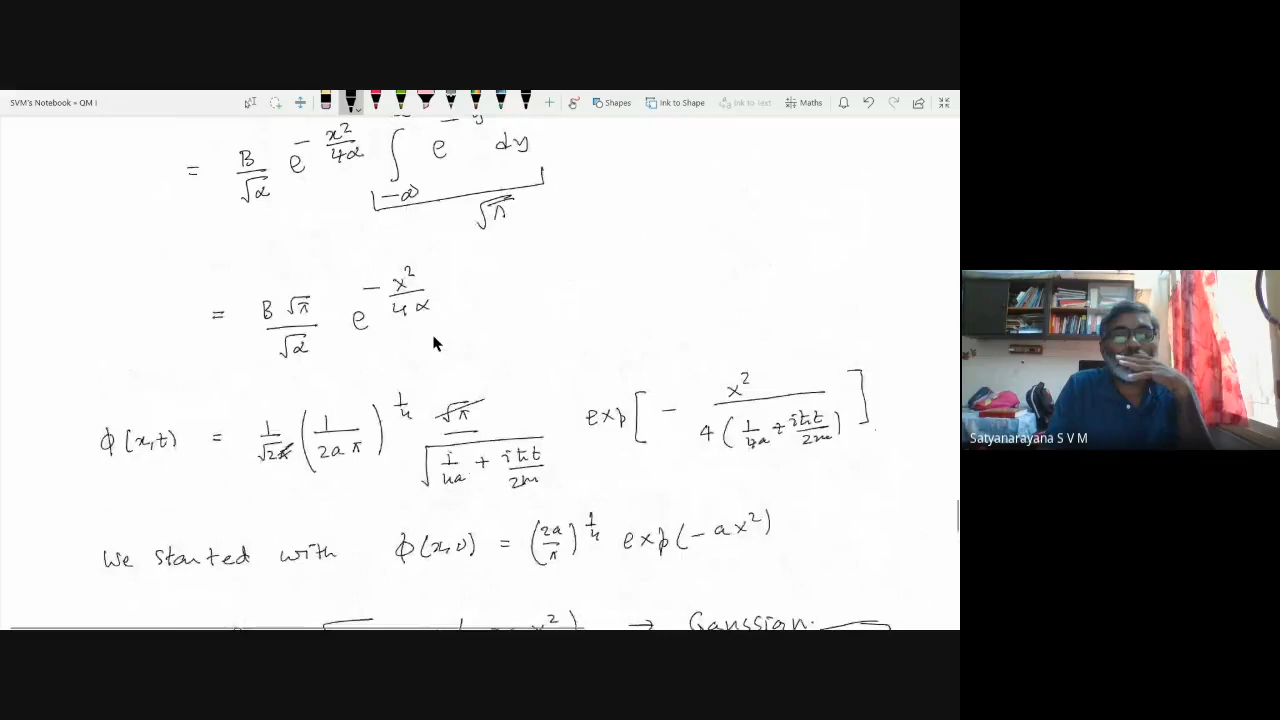 SVM's Notebook » QM I
Shapes Ink to Shape Ink to Text Maths
= B/√α e^(-x²/4α) ∫_{-∞}^{∞} e^{-y} dy
√π
= B√π/√α e^(-x²/4α)
ϕ(x,t) = 1/√2π (1/2aπ)^(1/4) √π/√(1/4a + iħt/2m) exp[- x²/4(1/4a + iħt/2m)].
We started with ϕ(x,0) = (2a/π)^(1/4) exp(-ax²)
x²) → Gaussian.
Satyanarayana S V M